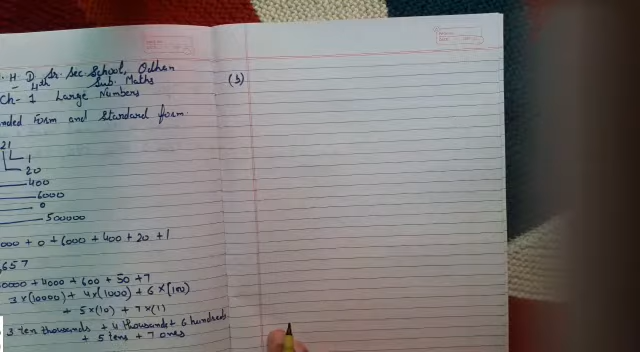 H. D. Sr. Sec. School, Odhan
- 4th Sub. Maths
Ch- 1 Large Numbers
nded Form and Standard form.
21
1
20
400
6000
0
500000
000 + 0 + 6000 + 400 + 20 + 1
,657
0000 + 4000 + 600 + 50 + 7
3 x (10000) + 4 x (1000) + 6 x (100)
+ 5 x (10) + 7 x (1)
3 ten thousands + 4 thousands + 6 hundreds
+ 5 tens + 7 ones
(3)